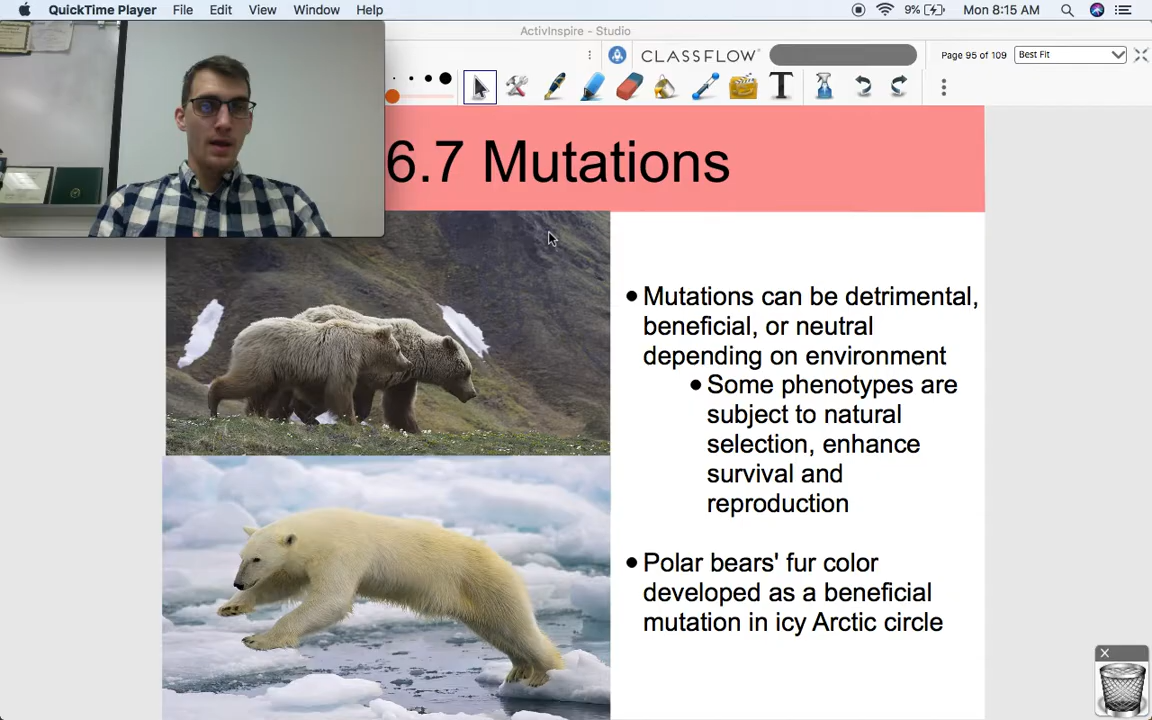 QuickTime Player File Edit View Window Help 9% Mon 8:15 AM
ActivInspire - Studio
CLASSFLOW Page 95 of 109 Best Fit
T
6.7 Mutations
• Mutations can be detrimental,
beneficial, or neutral
depending on environment
• Some phenotypes are
subject to natural
selection, enhance
survival and
reproduction
• Polar bears' fur color
developed as a beneficial
mutation in icy Arctic circle